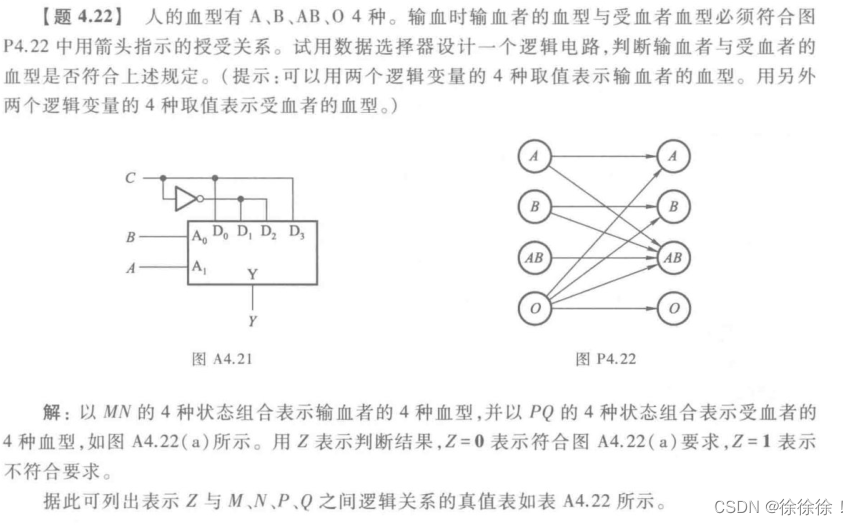 【题 4.22】 人的血型有 A、B、AB、O 4 种。输血时输血者的血型与受血者血型必须符合图
P4.22 中用箭头指示的授受关系。试用数据选择器设计一个逻辑电路,判断输血者与受血者的
血型是否符合上述规定。(提示:可以用两个逻辑变量的 4 种取值表示输血者的血型。用另外
两个逻辑变量的 4 种取值表示受血者的血型。)
C
B
A
A₀ D₀ D₁ D₂ D₃
A₁ Y
Y
图 A4.21
A A
B B
AB AB
O O
图 P4.22
解: 以 MN 的 4 种状态组合表示输血者的 4 种血型,并以 PQ 的 4 种状态组合表示受血者的
4 种血型,如图 A4.22(a)所示。用 Z 表示判断结果,Z=0 表示符合图 A4.22(a)要求,Z=1 表示
不符合要求。
据此可列出表示 Z 与 M、N、P、Q 之间逻辑关系的真值表如表 A4.22 所示。
CSDN @徐徐徐!